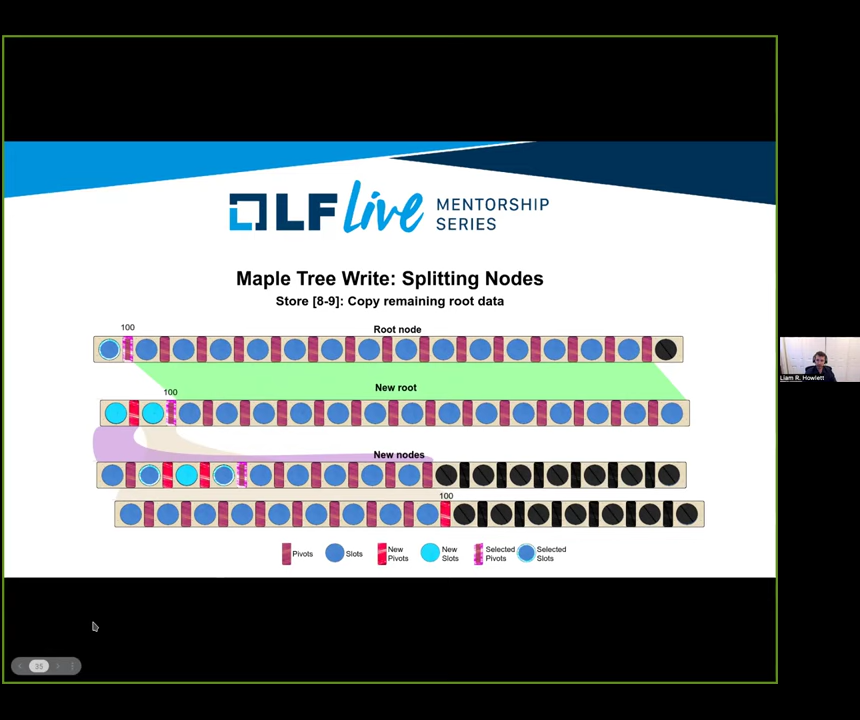 LF Live MENTORSHIP
SERIES
Maple Tree Write: Splitting Nodes
Store [8-9]: Copy remaining root data
100
Root node
100
New root
New nodes
100
Pivots
Slots
New
Pivots
New
Slots
Selected
Pivots
Selected
Slots
Liam R. Howlett
35